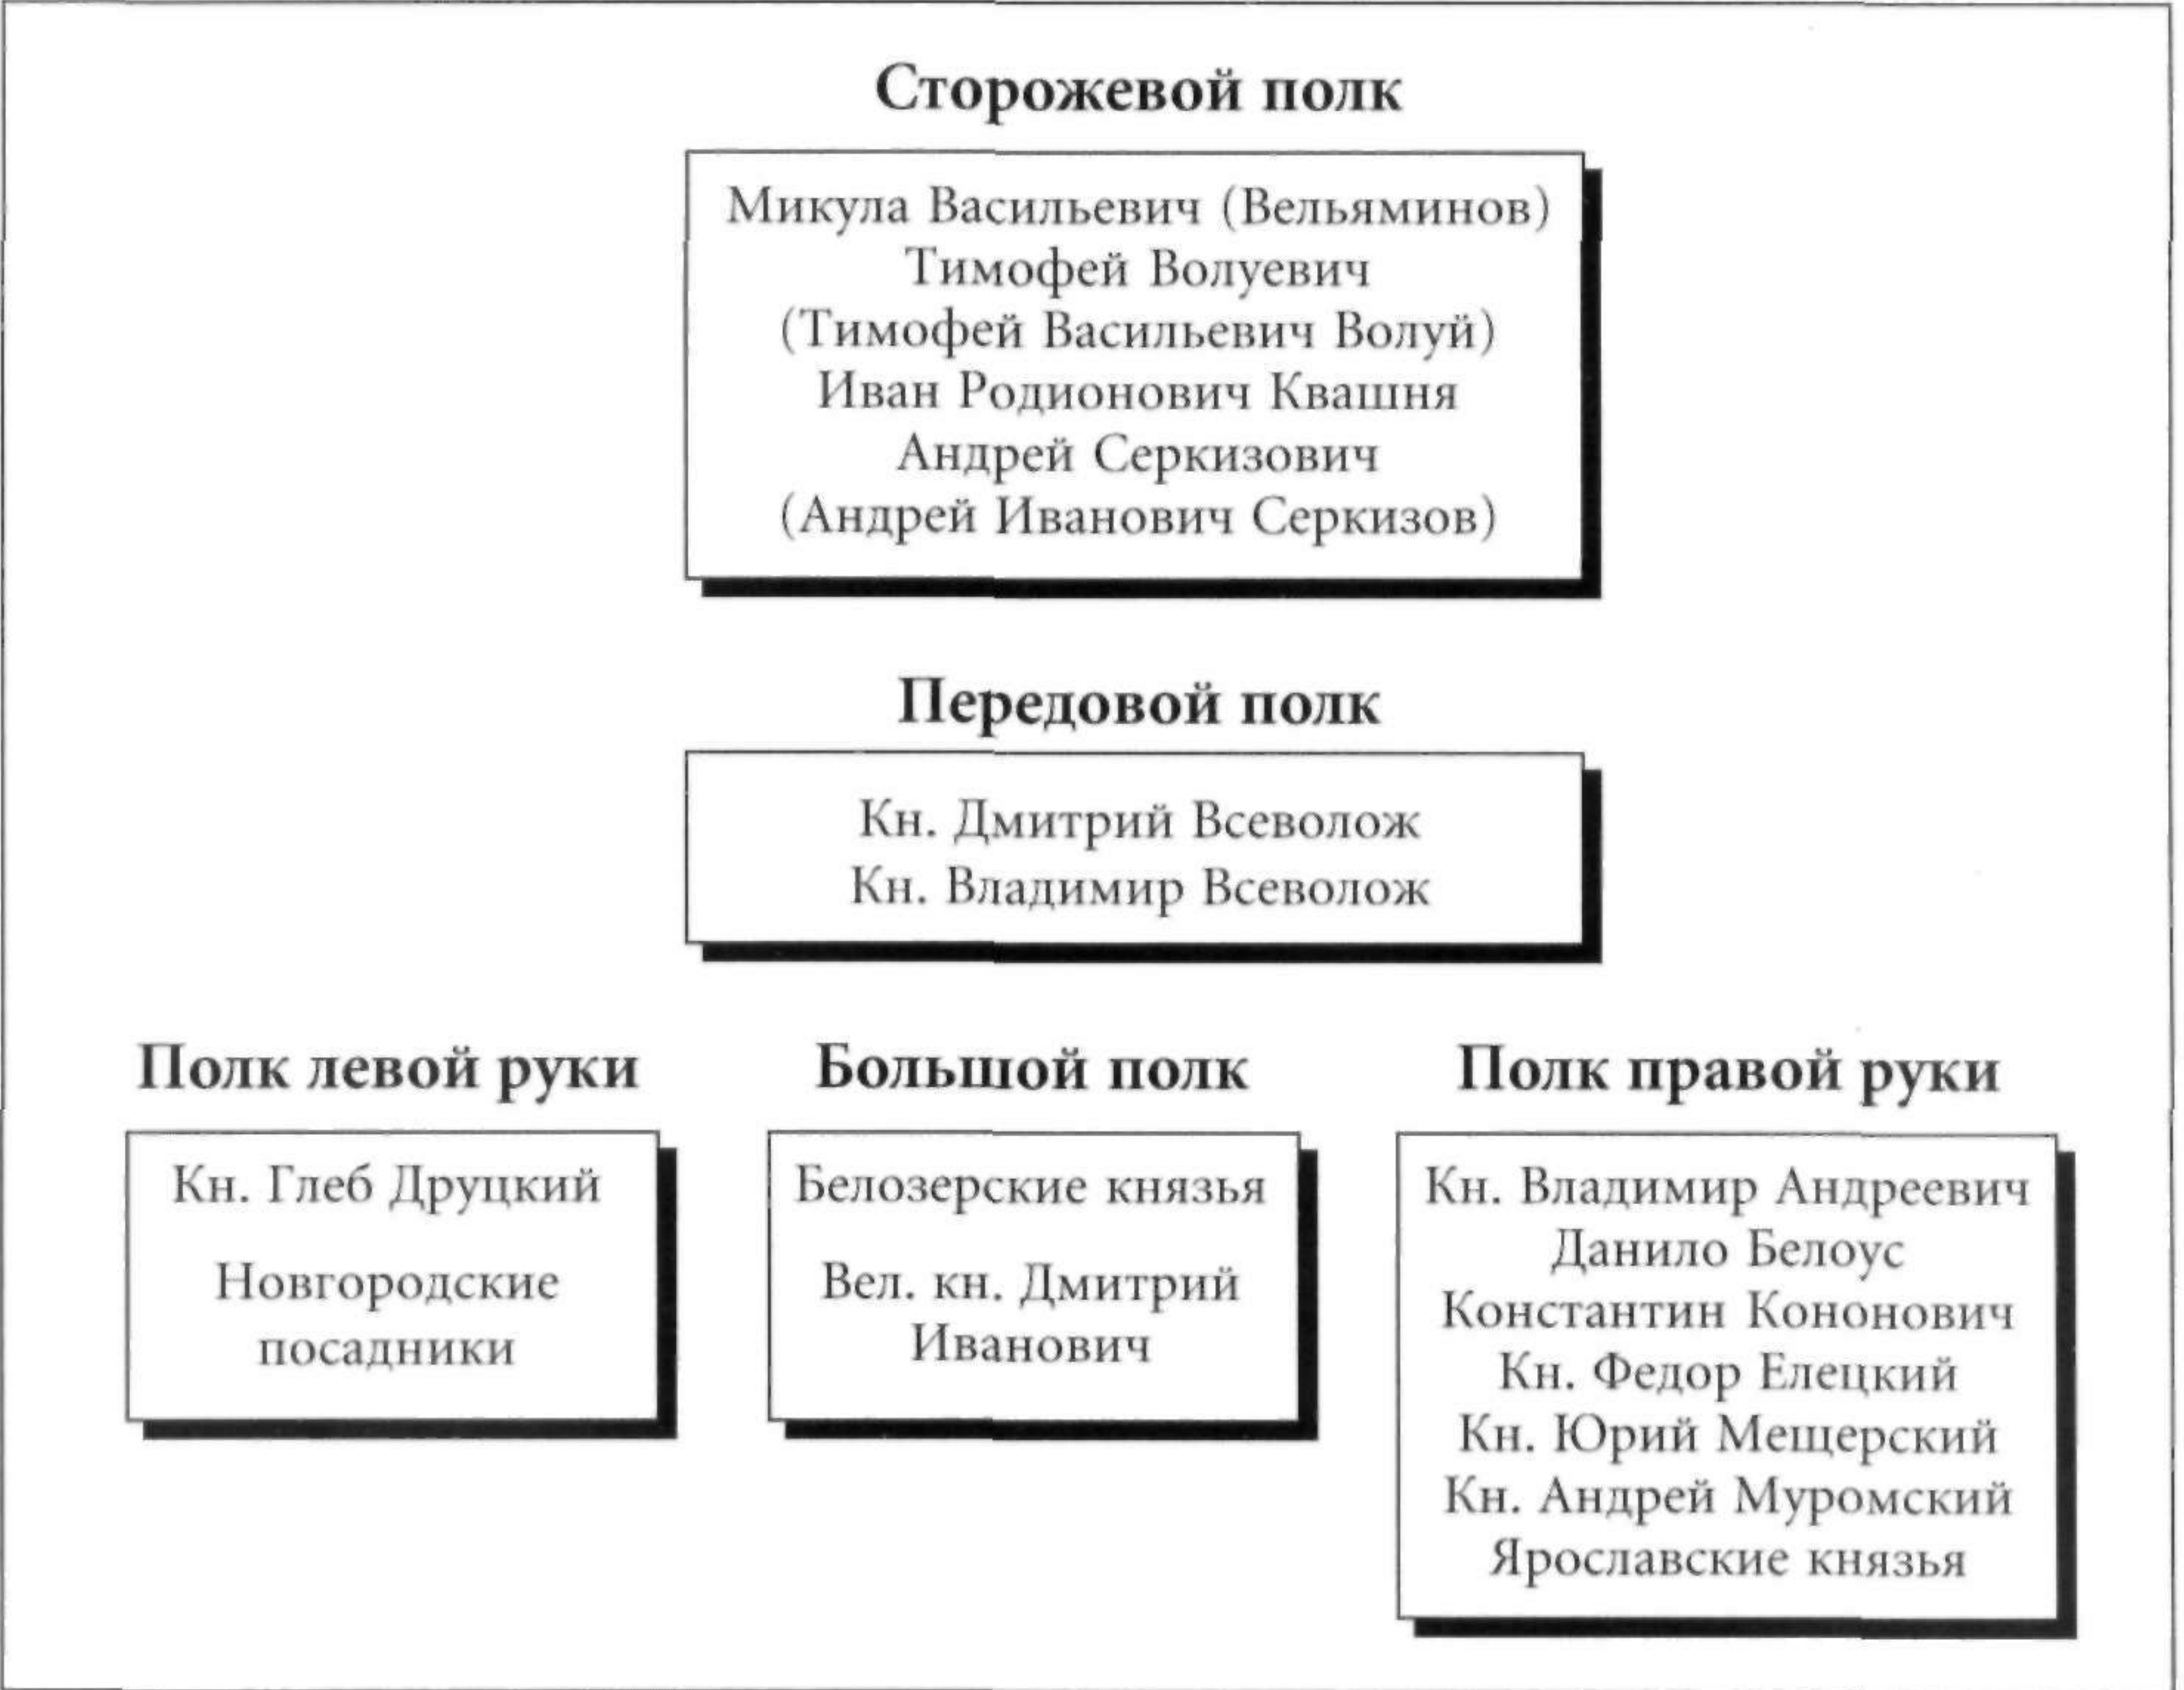 Сторожевой полк
Микула Васильевич (Вельяминов)
Тимофей Волуевич
(Тимофей Васильевич Волуй)
Иван Родионович Квашня
Андрей Серкизович
(Андрей Иванович Серкизов)
Передовой полк
Кн. Дмитрий Всеволож
Кн. Владимир Всеволож
Полк левой руки
Кн. Глеб Друцкий
Новгородские
посадники
Большой полк
Белозерские князья
Вел. кн. Дмитрий
Иванович
Полк правой руки
Кн. Владимир Андреевич
Данило Белоус
Константин Кононович
Кн. Федор Елецкий
Кн. Юрий Мещерский
Кн. Андрей Муромский
Ярославские князья